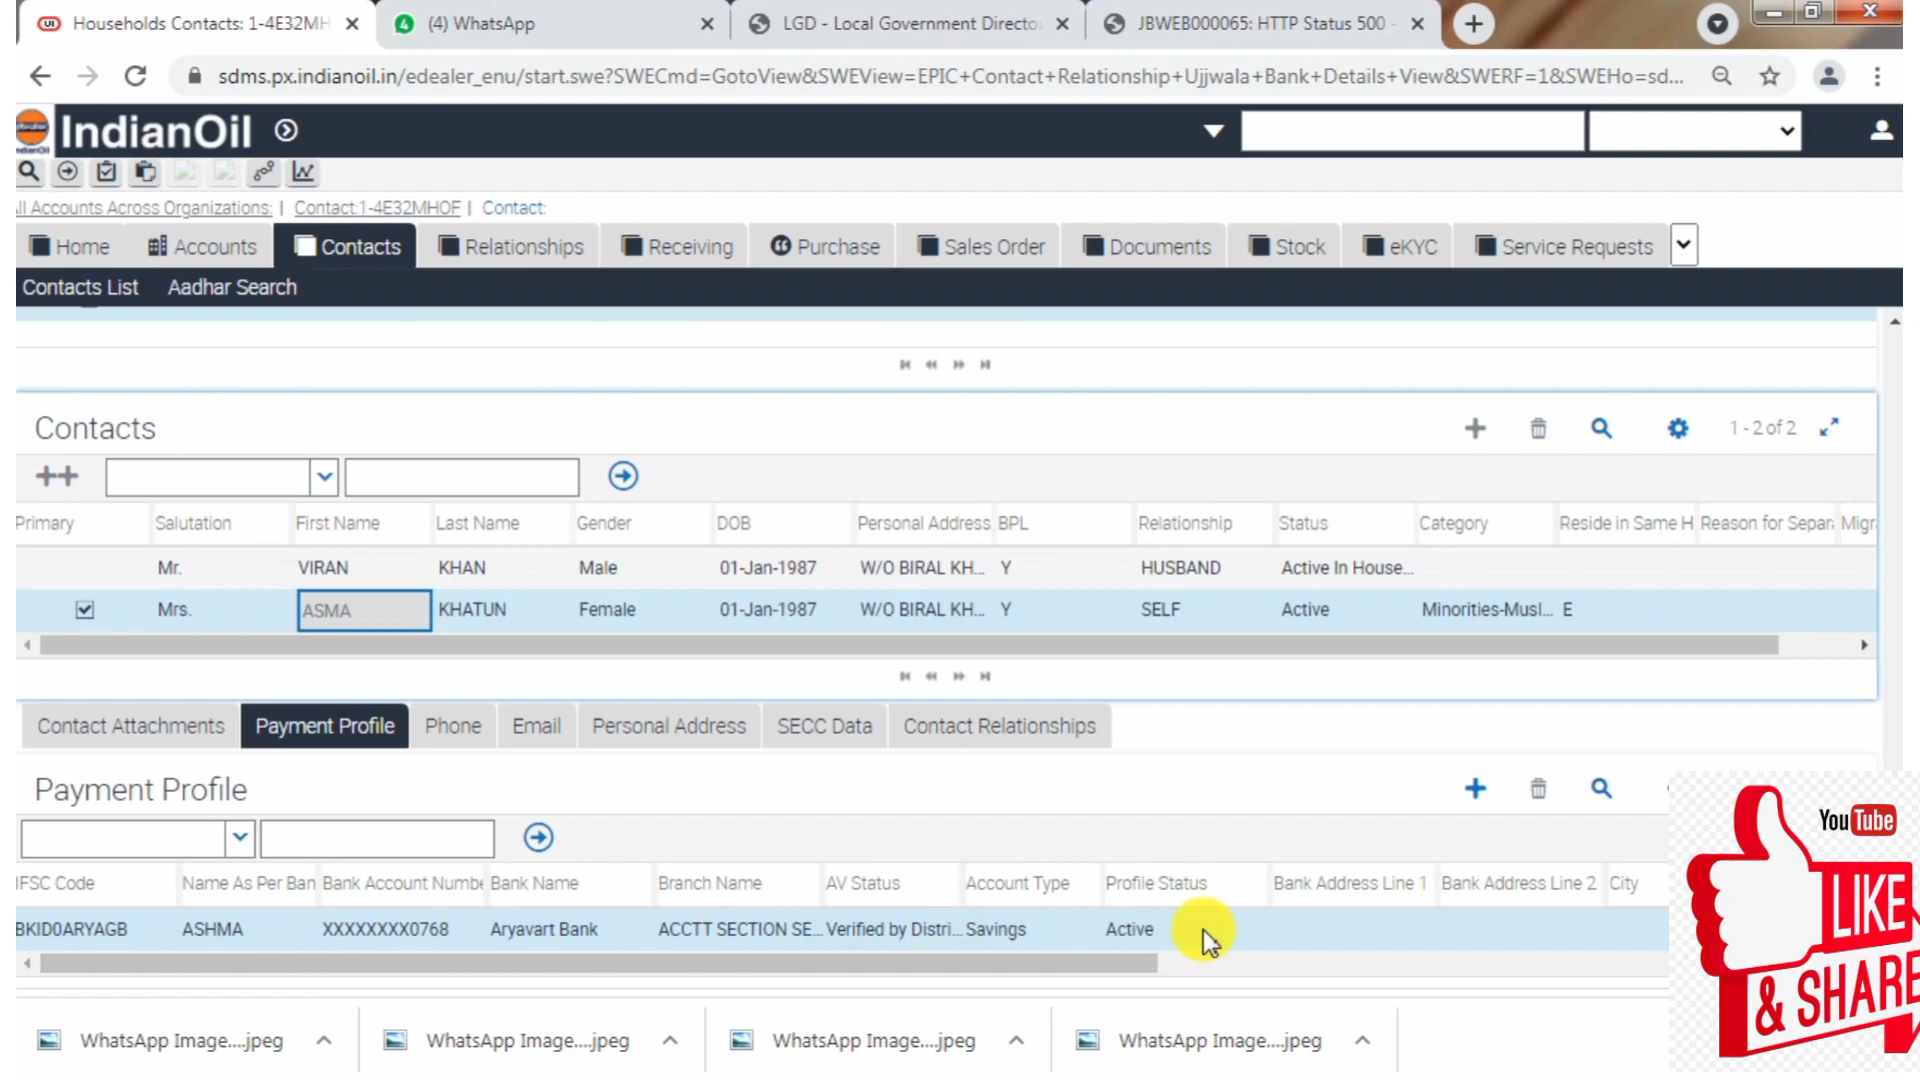 Households Contacts: 1-4E32MH
(4) WhatsApp
LGD - Local Government Directo
JBWEB000065: HTTP Status 500 -
sdms.px.indianoil.in/edealer_enu/start.swe?SWECmd=GotoView&SWEView=EPIC+Contact+Relationship+Ujjwala+Bank+Details+View&SWERF=1&SWEHo=sd...
IndianOil
ll Accounts Across Organizations: | Contact:1-4E32MHOF | Contact:
Home Accounts Contacts Relationships Receiving Purchase Sales Order Documents Stock eKYC Service Requests
Contacts List Aadhar Search
Contacts
1 - 2 of 2
Primary Salutation First Name Last Name Gender DOB Personal Address BPL Relationship Status Category Reside in Same H Reason for Separ Migr
Mr. VIRAN KHAN Male 01-Jan-1987 W/O BIRAL KH... Y HUSBAND Active In House...
Mrs. ASMA KHATUN Female 01-Jan-1987 W/O BIRAL KH... Y SELF Active Minorities-Musl... E
Contact Attachments Payment Profile Phone Email Personal Address SECC Data Contact Relationships
Payment Profile
IFSC Code Name As Per Ban Bank Account Numbe Bank Name Branch Name AV Status Account Type Profile Status Bank Address Line 1 Bank Address Line 2 City
BKID0ARYAGB ASHMA XXXXXXXX0768 Aryavart Bank ACCTT SECTION SE... Verified by Distri... Savings Active
You Tube
LIKE
& SHARE
WhatsApp Image....jpeg WhatsApp Image....jpeg WhatsApp Image....jpeg WhatsApp Image....jpeg